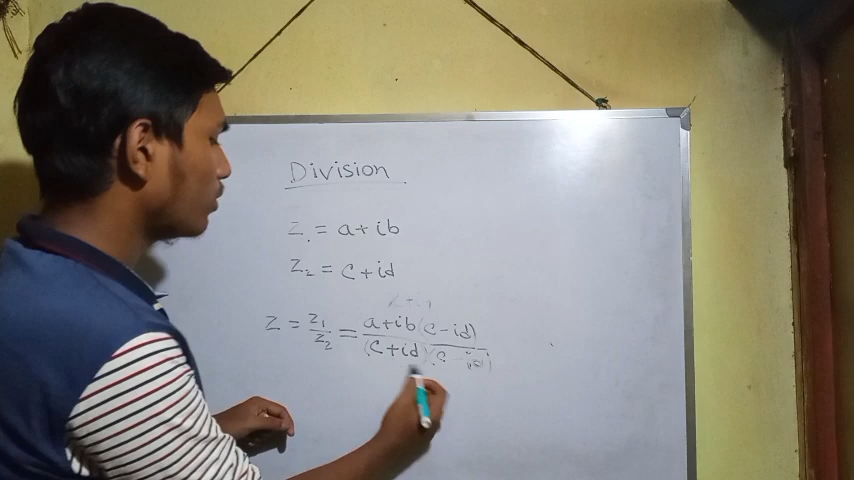 Division
Z₁ = a+ib
Z₂ = c+id
Z = Z₁/Z₂ = a+ib(c-id)/(c+id)(c-id)